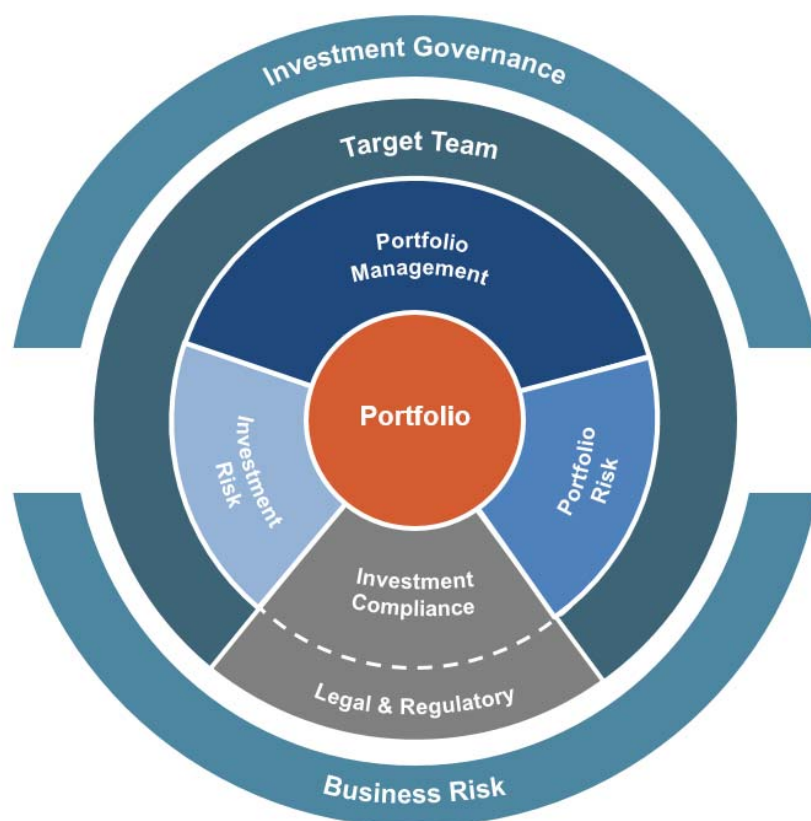 Investment Governance
Target Team
Portfolio
Management
Portfolio
Investment
Risk
Portfolio
Risk
Investment
Compliance
Legal & Regulatory
Business Risk